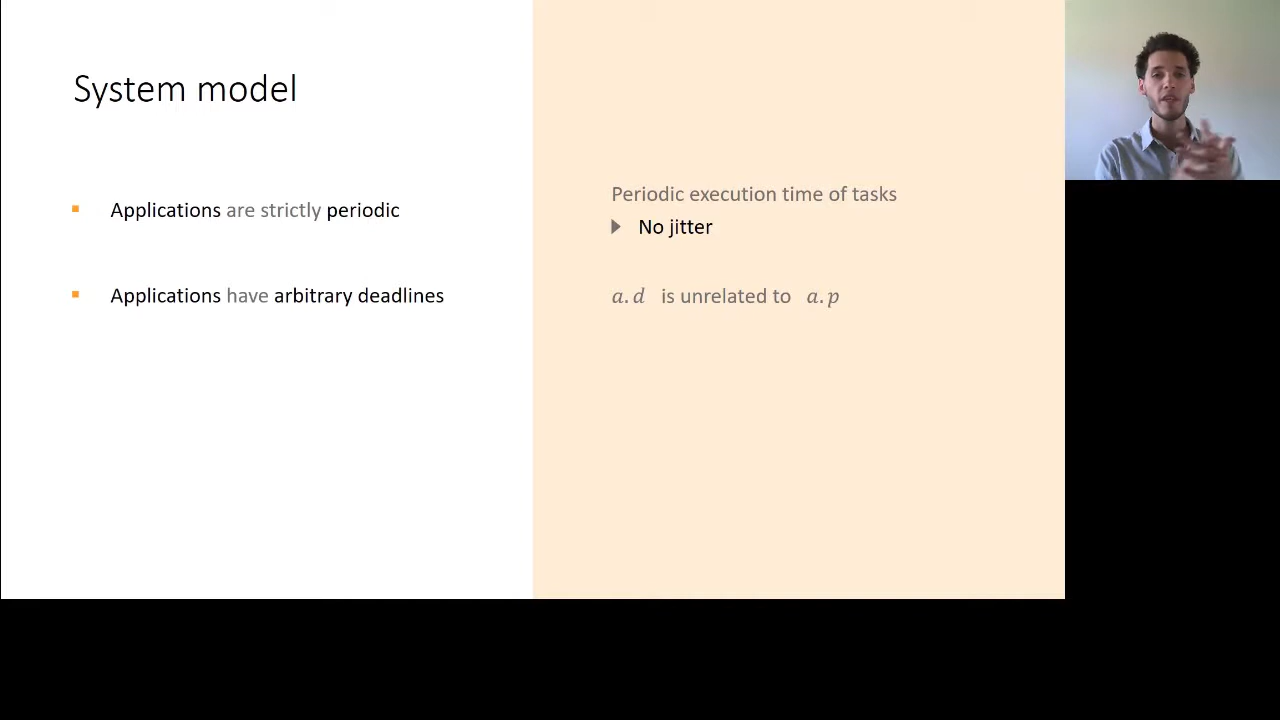 System model
Applications are strictly periodic
Applications have arbitrary deadlines
Periodic execution time of tasks
No jitter
a.d is unrelated to a.p